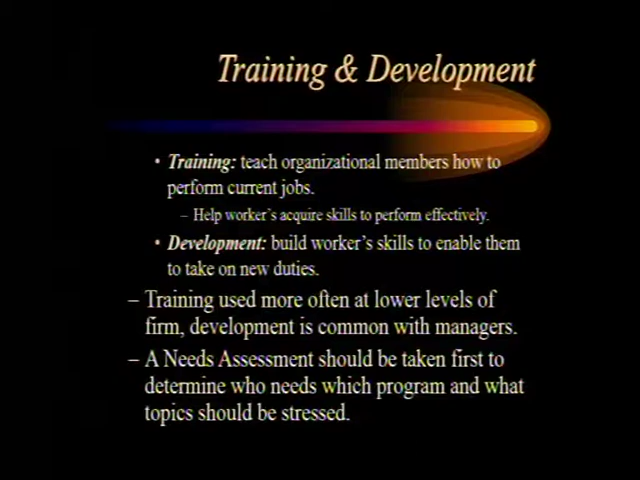 Training & Development
• Training: teach organizational members how to
perform current jobs.
– Help worker's acquire skills to perform effectively.
• Development: build worker's skills to enable them
to take on new duties.
– Training used more often at lower levels of
firm, development is common with managers.
– A Needs Assessment should be taken first to
determine who needs which program and what
topics should be stressed.